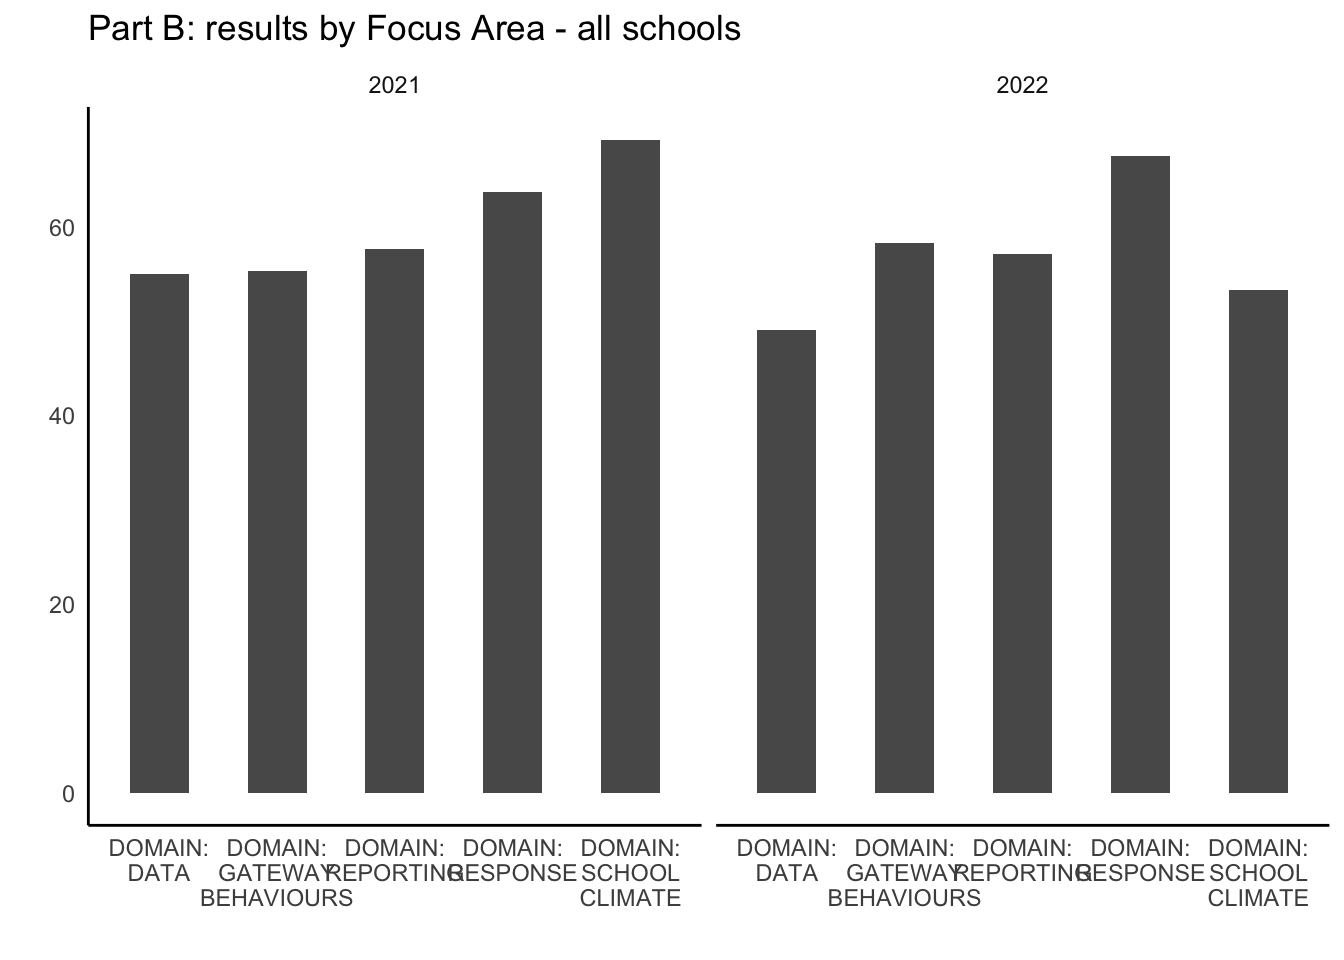 Part B: results by Focus Area - all schools
2021
2022
60
40
20
0
DOMAIN:
DATA
DOMAIN:
GATEWAY
BEHAVIOURS
DOMAIN:
REPORTING
DOMAIN:
RESPONSE
DOMAIN:
SCHOOL
CLIMATE
DOMAIN:
DATA
DOMAIN:
GATEWAY
BEHAVIOURS
DOMAIN:
REPORTING
DOMAIN:
RESPONSE
DOMAIN:
SCHOOL
CLIMATE